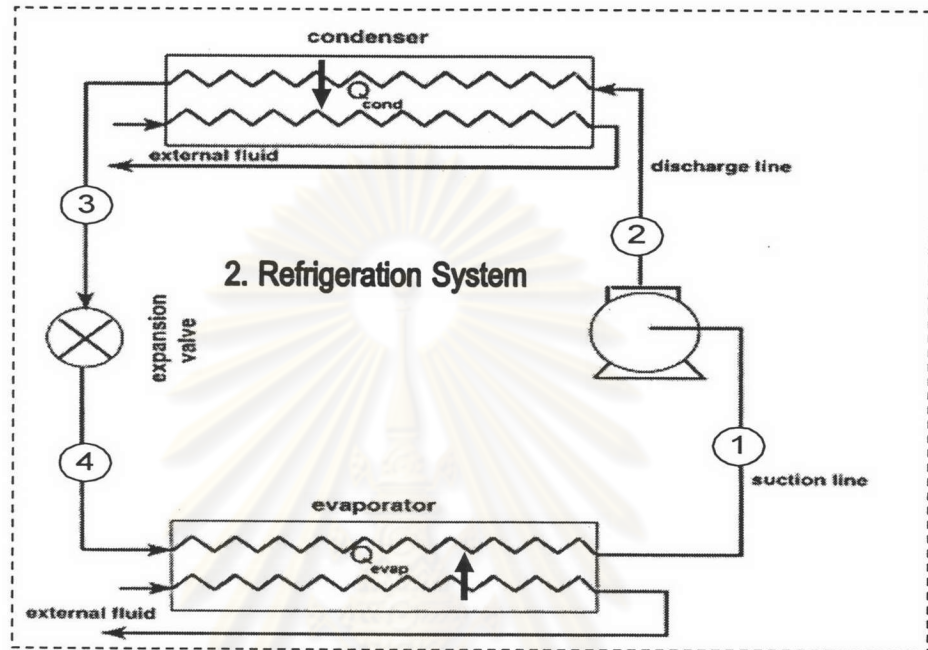 condenser
Q cond
external fluid
discharge line
3
2
2. Refrigeration System
expansion
valve
4
1
suction line
evaporator
Q evap
external fluid